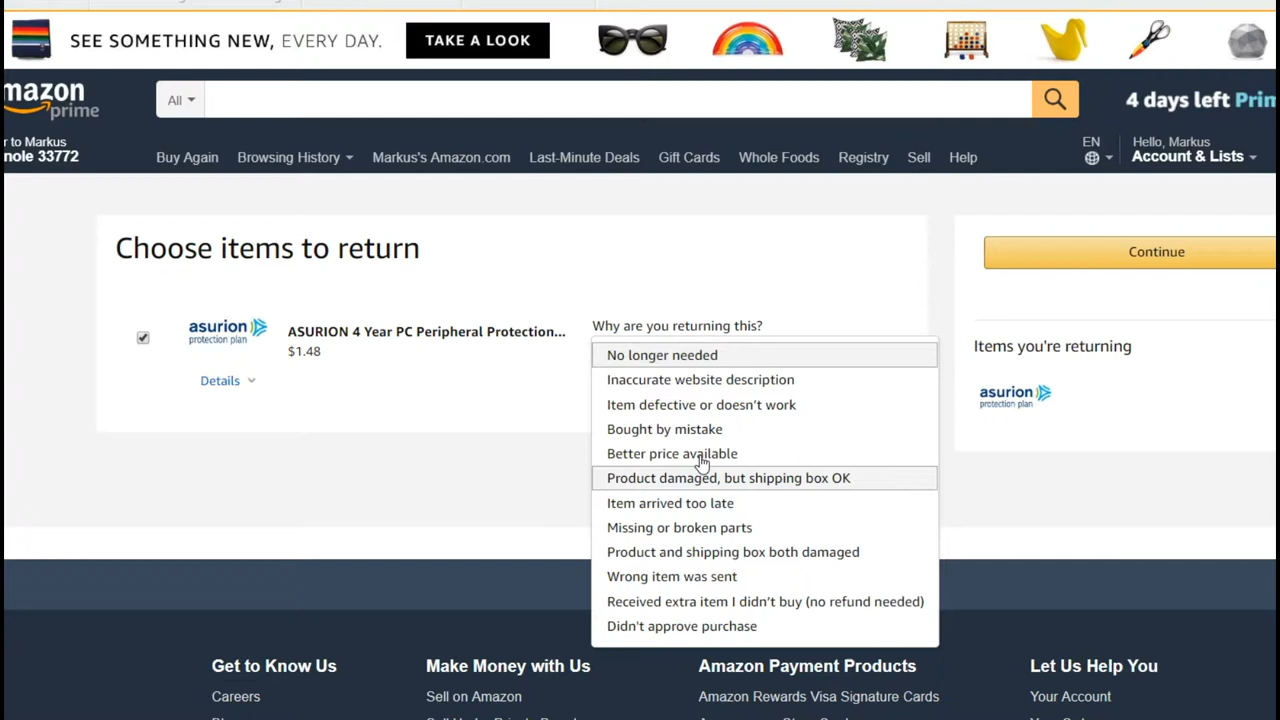 SEE SOMETHING NEW, EVERY DAY. TAKE A LOOK
mazon
prime
All
4 days left Prin
r to Markus
nole 33772
Buy Again Browsing History Markus's Amazon.com Last-Minute Deals Gift Cards Whole Foods Registry Sell Help
EN
Hello, Markus
Account & Lists
Choose items to return
asurion
protection plan
ASURION 4 Year PC Peripheral Protection...
$1.48
Details
Why are you returning this?
No longer needed
Inaccurate website description
Item defective or doesn't work
Bought by mistake
Better price available
Product damaged, but shipping box OK
Item arrived too late
Missing or broken parts
Product and shipping box both damaged
Wrong item was sent
Received extra item I didn't buy (no refund needed)
Didn't approve purchase
Continue
Items you're returning
asurion
protection plan
Get to Know Us
Careers
Make Money with Us
Sell on Amazon
Amazon Payment Products
Amazon Rewards Visa Signature Cards
Let Us Help You
Your Account